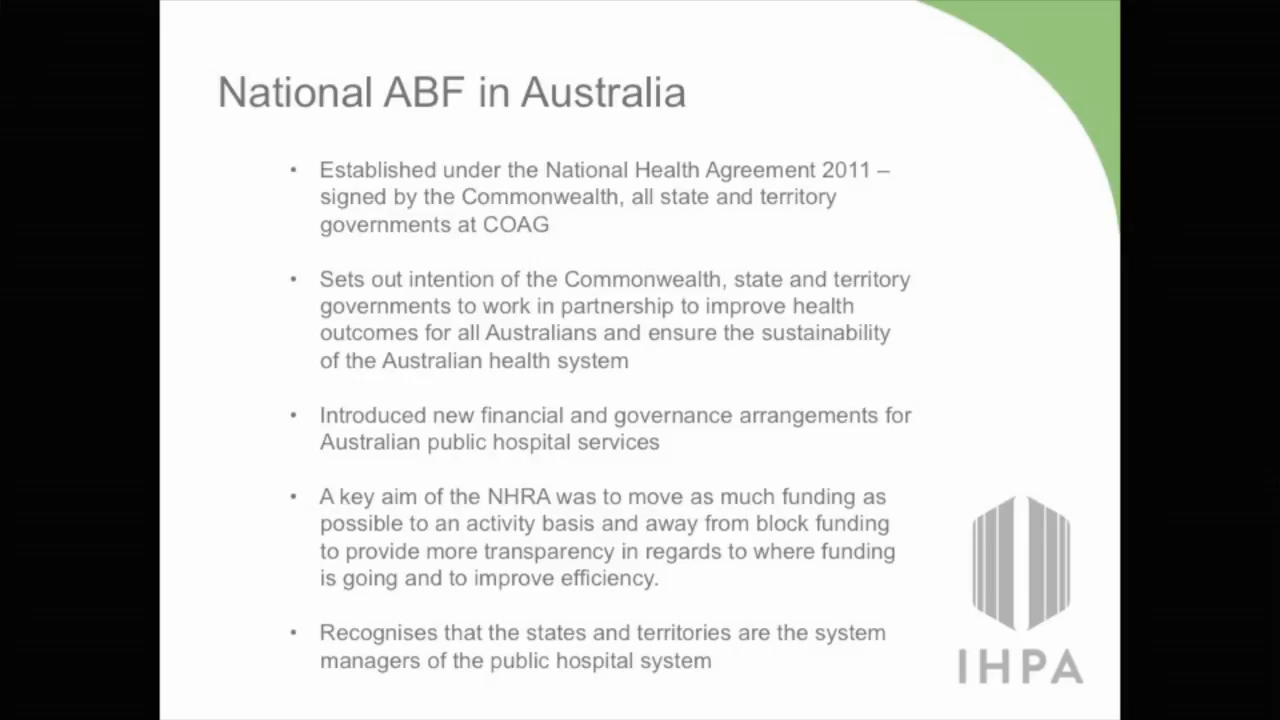 National ABF in Australia
• Established under the National Health Agreement 2011 –
signed by the Commonwealth, all state and territory
governments at COAG
• Sets out intention of the Commonwealth, state and territory
governments to work in partnership to improve health
outcomes for all Australians and ensure the sustainability
of the Australian health system
• Introduced new financial and governance arrangements for
Australian public hospital services
• A key aim of the NHRA was to move as much funding as
possible to an activity basis and away from block funding
to provide more transparency in regards to where funding
is going and to improve efficiency.
• Recognises that the states and territories are the system
managers of the public hospital system
IHPA